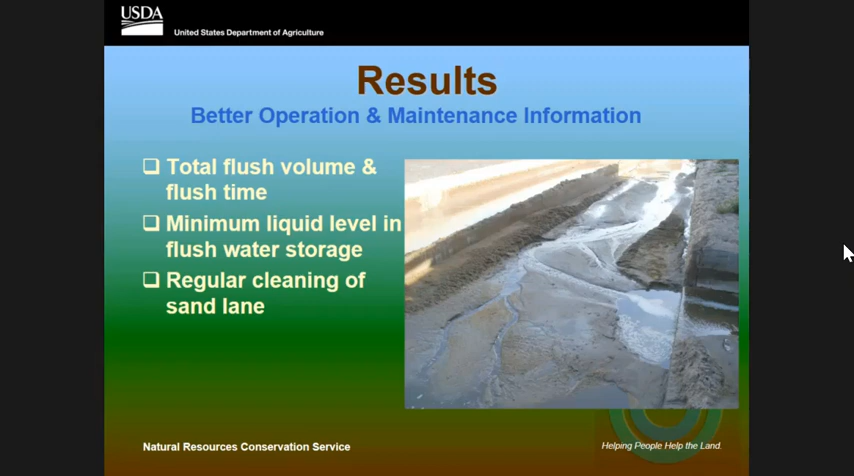 USDA
United States Department of Agriculture
Results
Better Operation & Maintenance Information
Total flush volume &
flush time
Minimum liquid level in
flush water storage
Regular cleaning of
sand lane
Natural Resources Conservation Service
Helping People Help the Land.